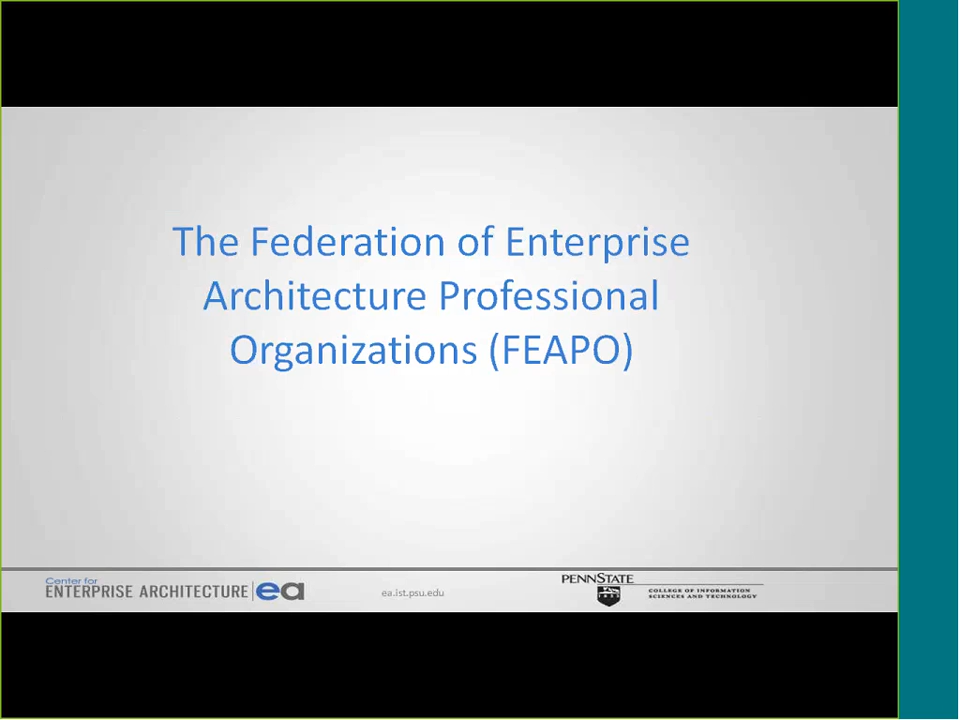 The Federation of Enterprise
Architecture Professional
Organizations (FEAPO)
Center for
ENTERPRISE ARCHITECTURE ea
ea.ist.psu.edu
PENNSTATE
COLLEGE OF INFORMATION
SCIENCES AND TECHNOLOGY